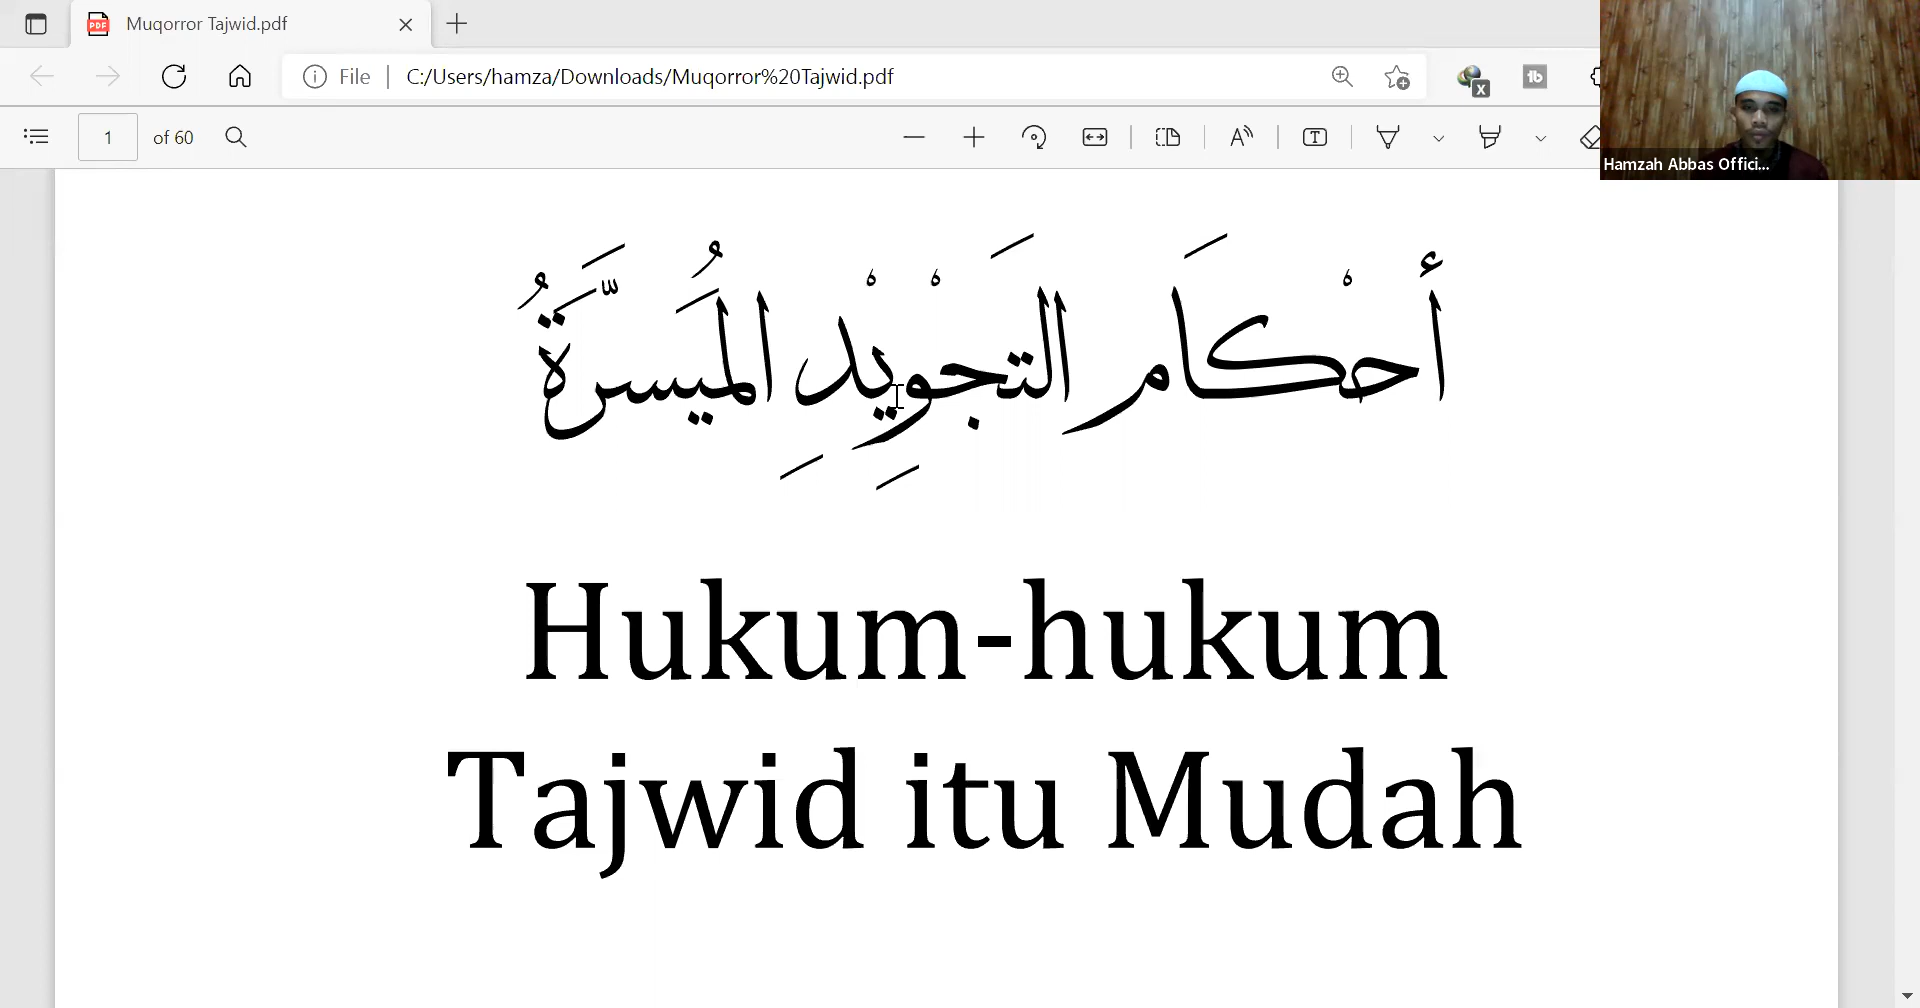 Muqorror Tajwid.pdf
File C:/Users/hamza/Downloads/Muqorror%20Tajwid.pdf
1 of 60
Hamzah Abbas Offici...
أُحْكَام التَجْوِيْدِ المُيَسَّرَةُ
Hukum-hukum
Tajwid itu Mudah